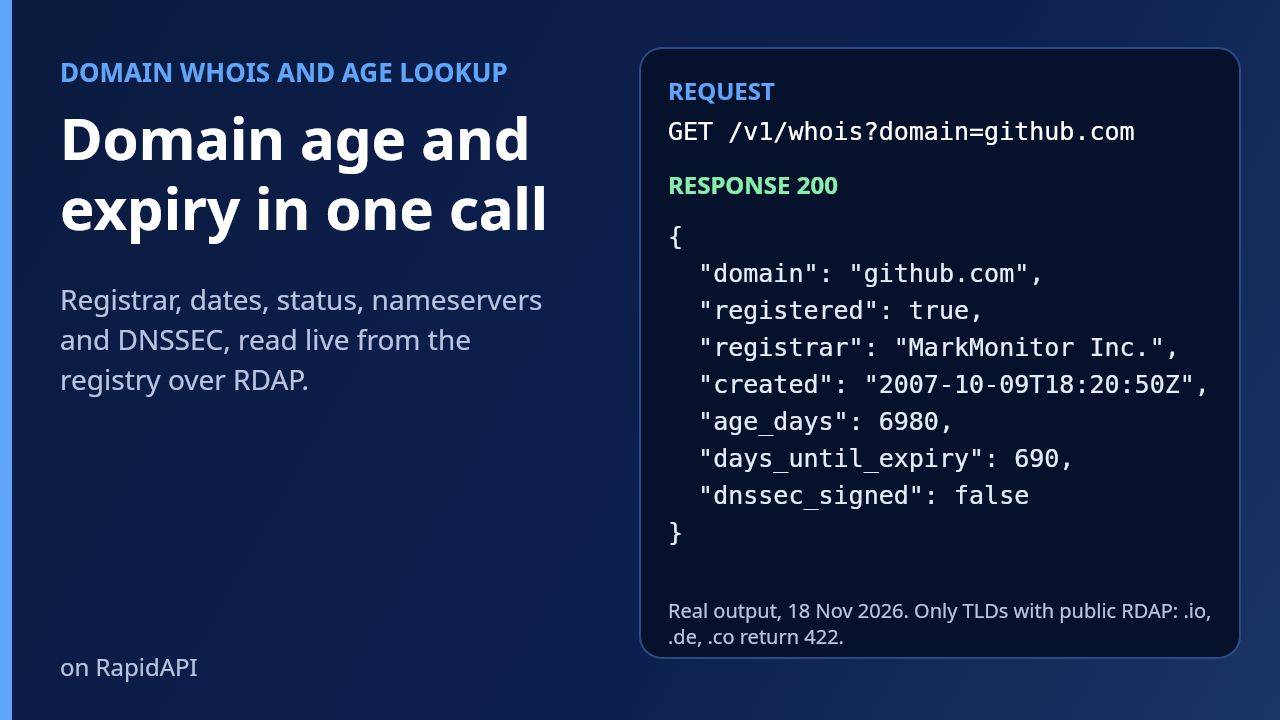 DOMAIN WHOIS AND AGE LOOKUP
Domain age and
expiry in one call
Registrar, dates, status, nameservers
and DNSSEC, read live from the
registry over RDAP.
on RapidAPI
REQUEST
GET /v1/whois?domain=github.com
RESPONSE 200
{
  "domain": "github.com",
  "registered": true,
  "registrar": "MarkMonitor Inc.",
  "created": "2007-10-09T18:20:50Z",
  "age_days": 6980,
  "days_until_expiry": 690,
  "dnssec_signed": false
}
Real output, 18 Nov 2026. Only TLDs with public RDAP: .io,
.de, .co return 422.